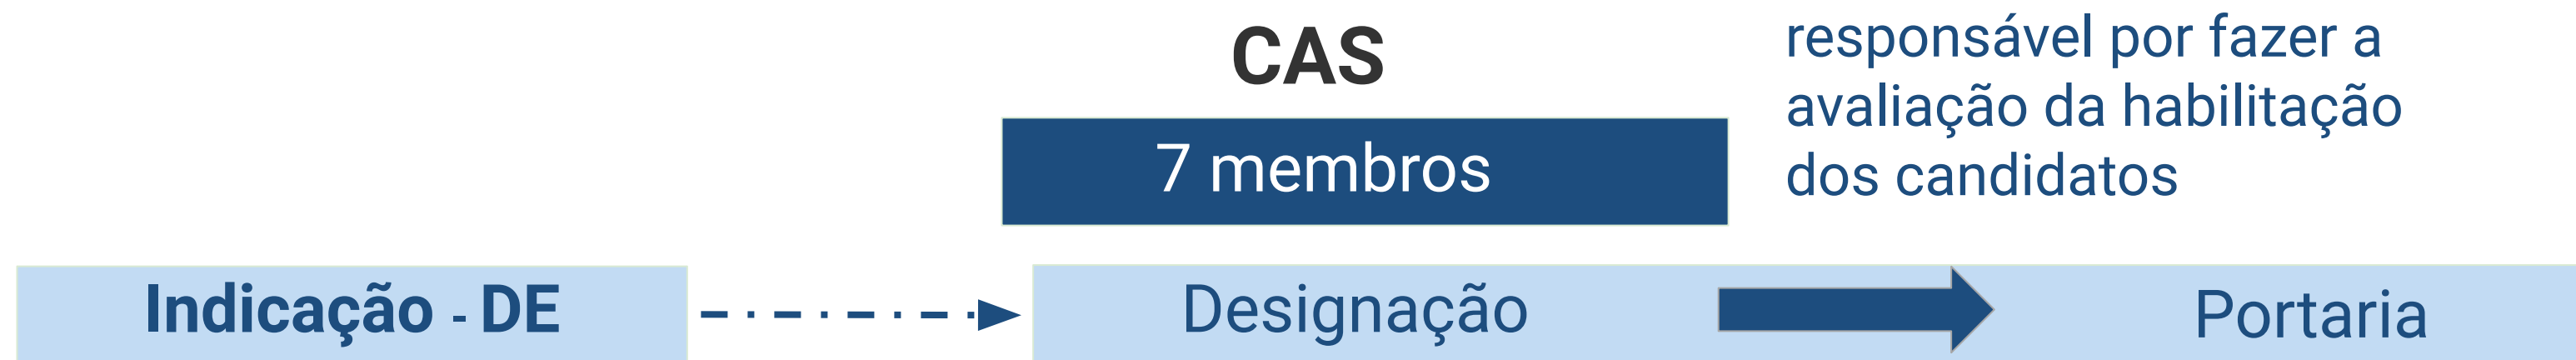 CAS
7 membros
responsável por fazer a
avaliação da habilitação
dos candidatos
Indicação - DE
Designação
Portaria